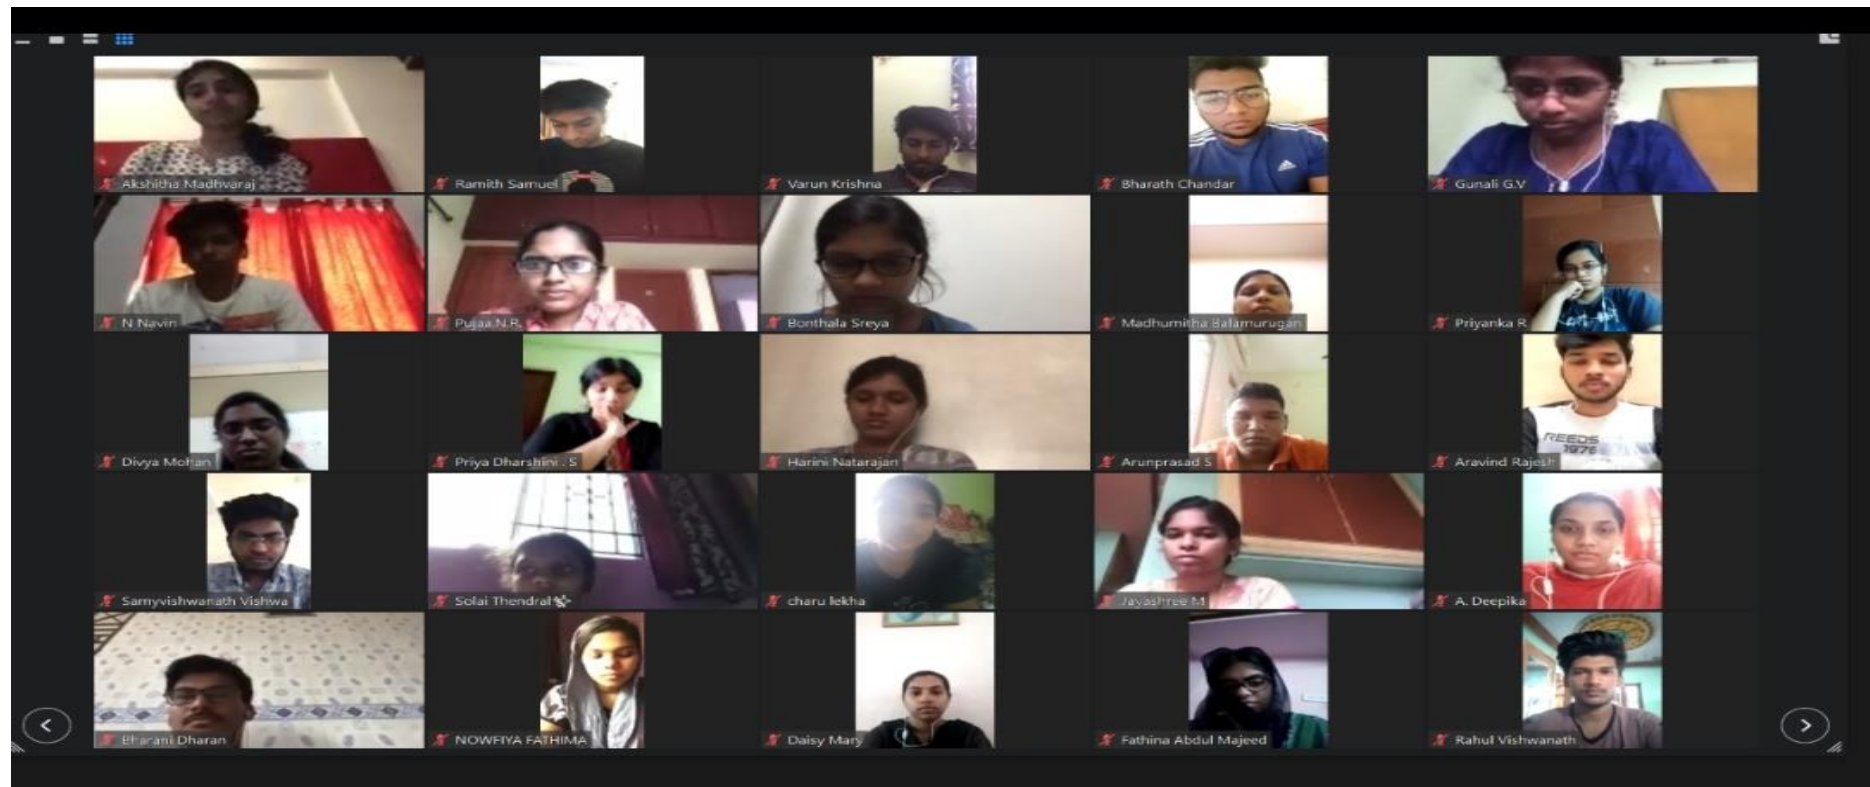 Akshitha Madhvaraj
Ramith Samuel
Varun Krishna
Bharath Chandar
adidas
Gunali G.V
N Navin
Pujaa.N.R.
Bonthala Sreya
Madhumitha Balamurugan
Priyanka R
Divya Mohan
Priya Dharshini . S
Harini Natarajan
Arunprasad S
REEDS
1976
Aravind Rajesh
Samyvishwanath Vishwa
Solai Thendral
charu lekha
Jayashree M
A. Deepika
Bharani Dharan
NOWFIYA FATHIMA
Daisy Mary
Fathina Abdul Majeed
Rahul Vishwanath